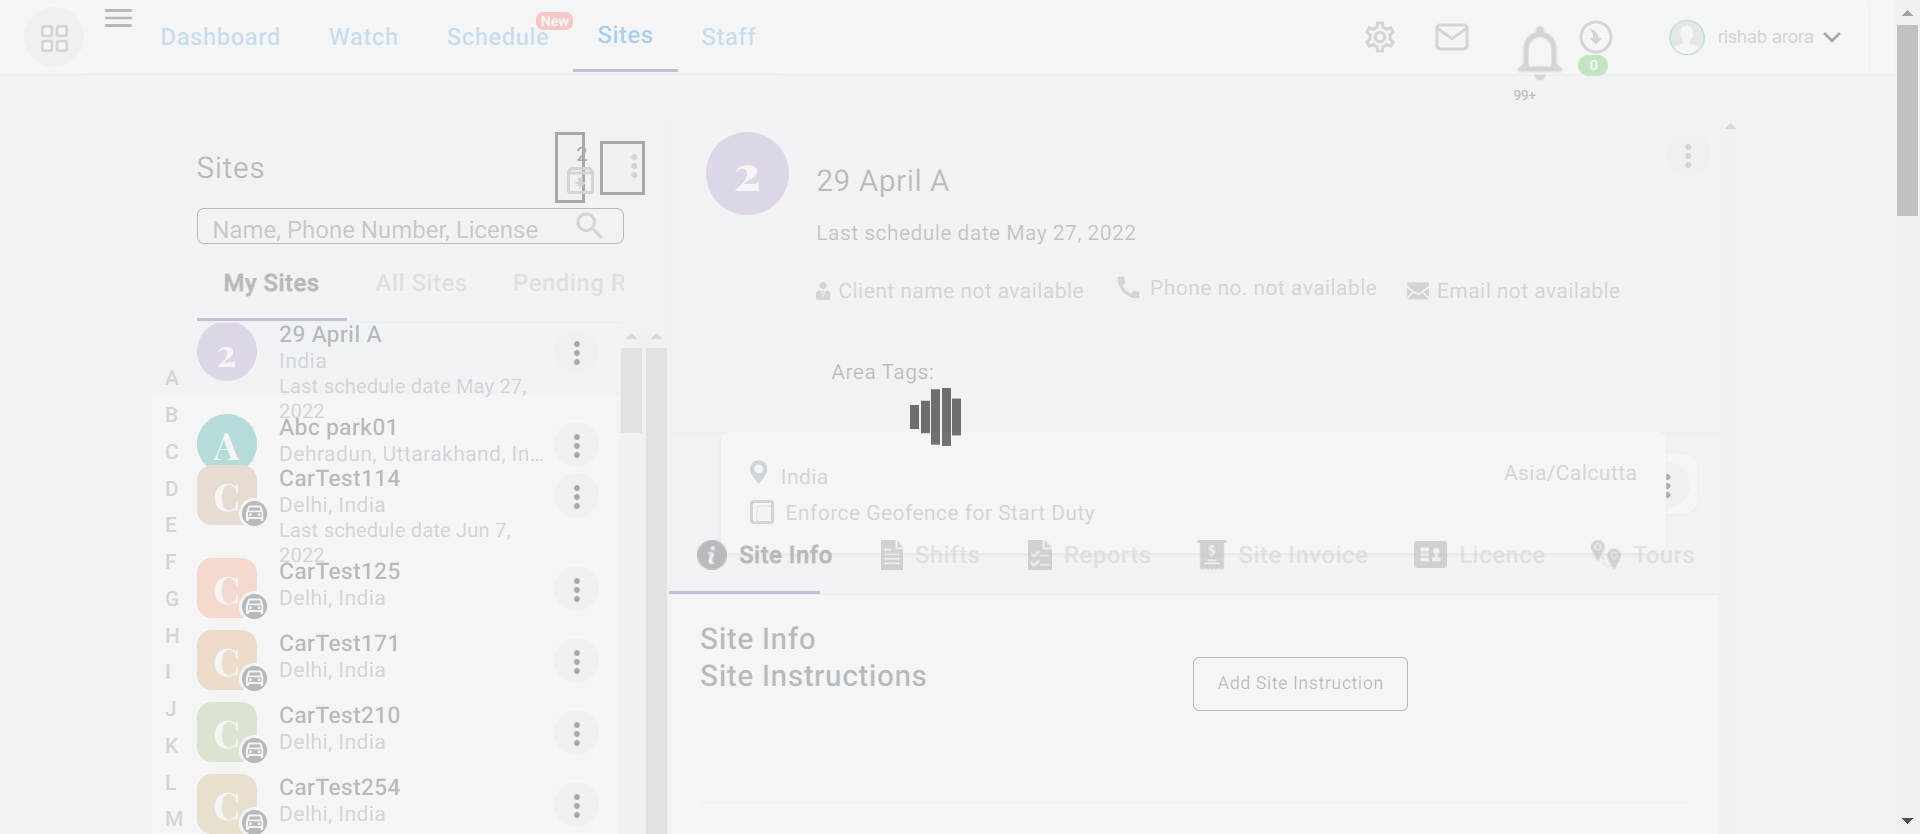 Dashboard
Watch
Schedule
New
Sites
Staff
0
99+
rishab arora
Sites
2
Name, Phone Number, License
My Sites
All Sites
Pending R
A
B
C
D
E
F
G
H
I
J
K
L
M
2
29 April A
India
Last schedule date May 27,
2022
A
Abc park01
Dehradun, Uttarakhand, In...
C
CarTest114
Delhi, India
Last schedule date Jun 7,
2022
C
CarTest125
Delhi, India
C
CarTest171
Delhi, India
C
CarTest210
Delhi, India
C
CarTest254
Delhi, India
2
29 April A
Last schedule date May 27, 2022
Client name not available
Phone no. not available
Email not available
Area Tags:
India
Asia/Calcutta
Enforce Geofence for Start Duty
Site Info
Shifts
Reports
Site Invoice
Licence
Tours
Site Info
Site Instructions
Add Site Instruction